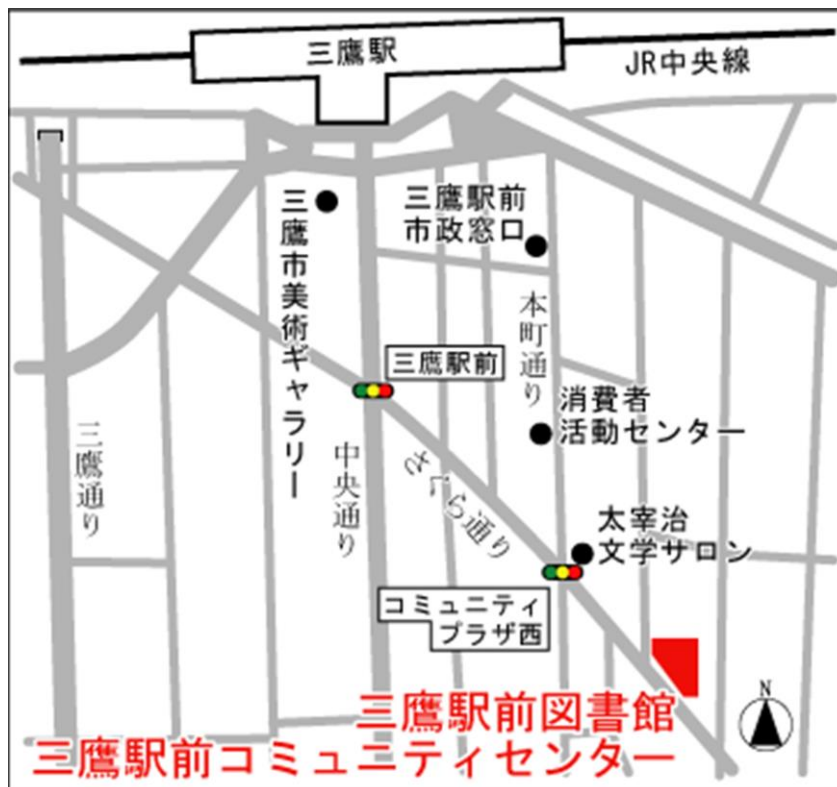 三鷹駅
JR中央線
三鷹市美術ギャラリー
三鷹駅前
市政窓口
本町通り
三鷹駅前
消費者
活動センター
三鷹通り
中央通り
さくら通り
太宰治
文学サロン
コミュニティ
プラザ西
三鷹駅前図書館
三鷹駅前コミュニティセンター
N